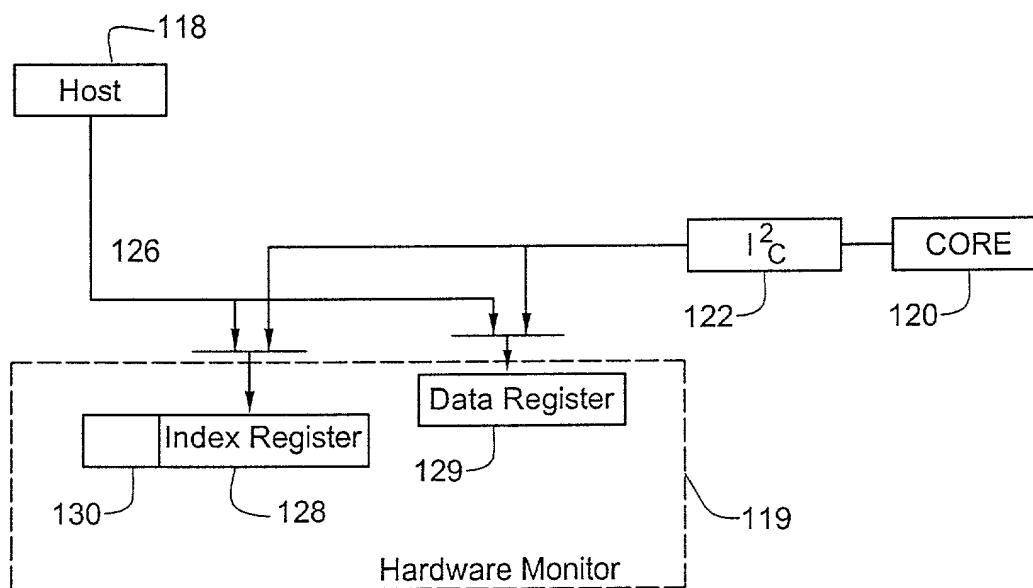 118
Host
126
I²C
CORE
122
120
Data Register
129
Index Register
130
128
119
Hardware Monitor